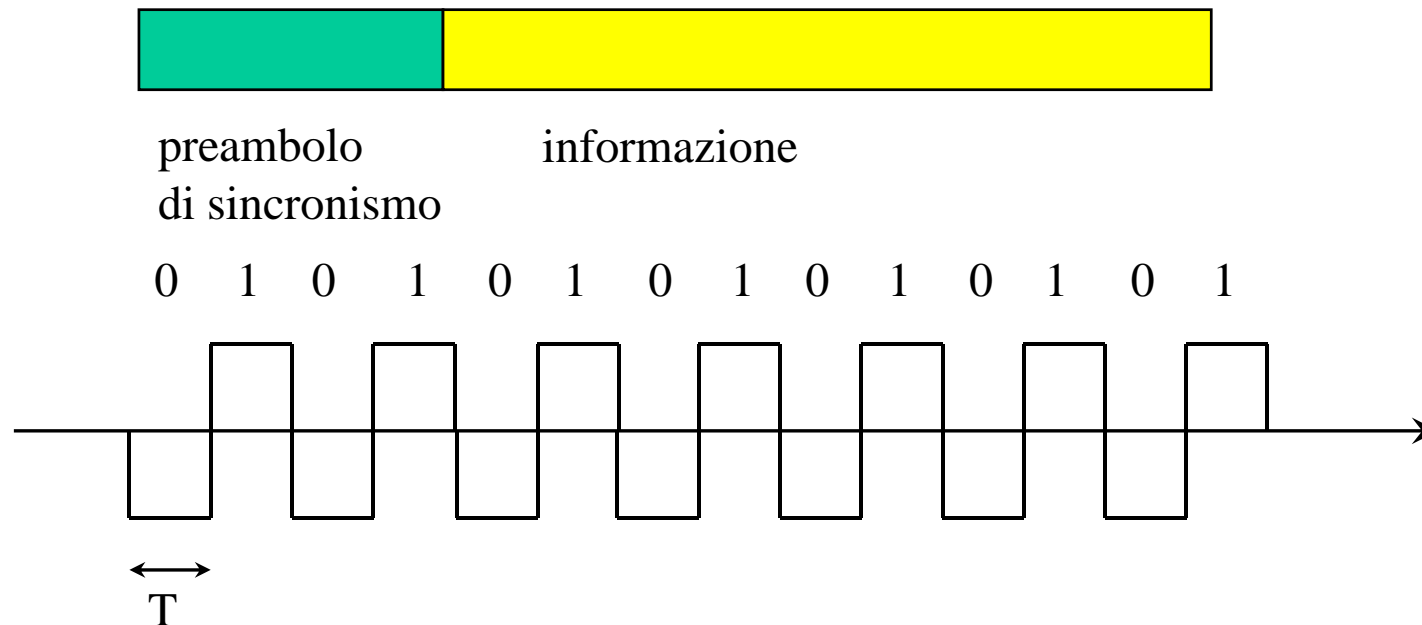 preambolo informazione
di sincronismo
0 1 0 1 0 1 0 1 0 1 0 1 0 1
T